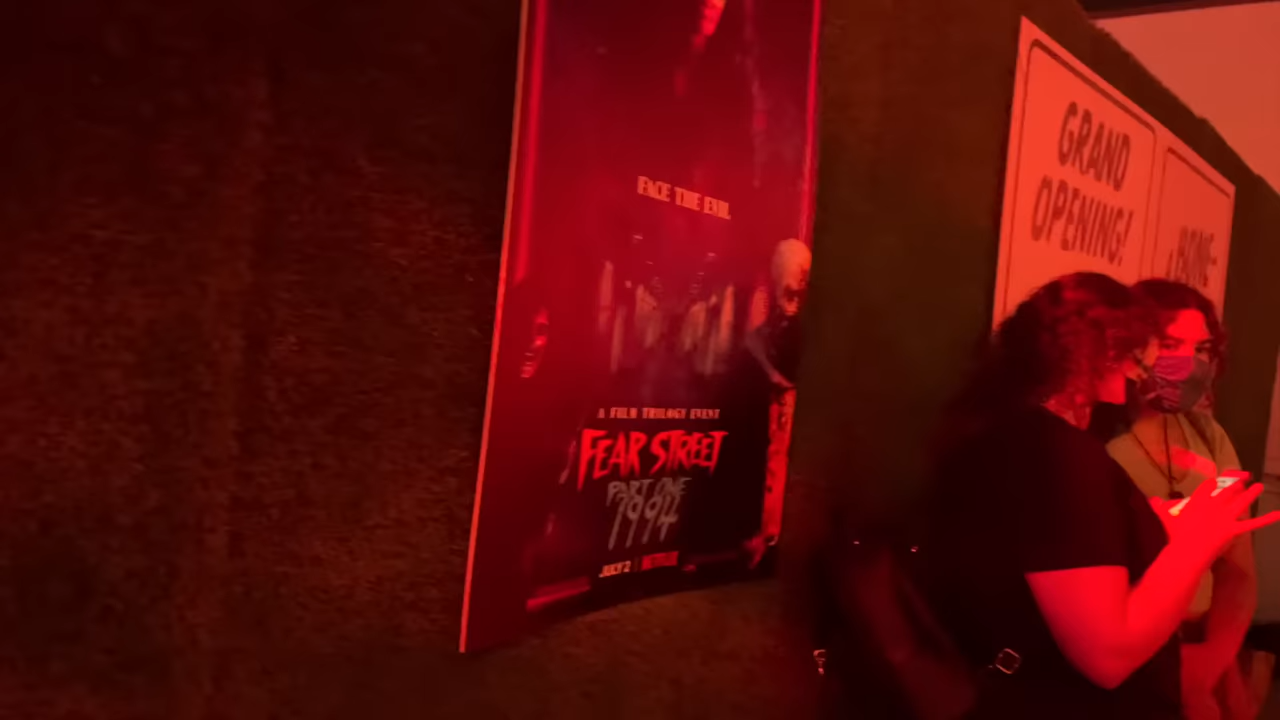 FACE THE EVIL
A FILM TRILOGY EVENT
FEAR STREET
PART ONE
1994
JULY 2 | NETFLIX
GRAND
OPENING!